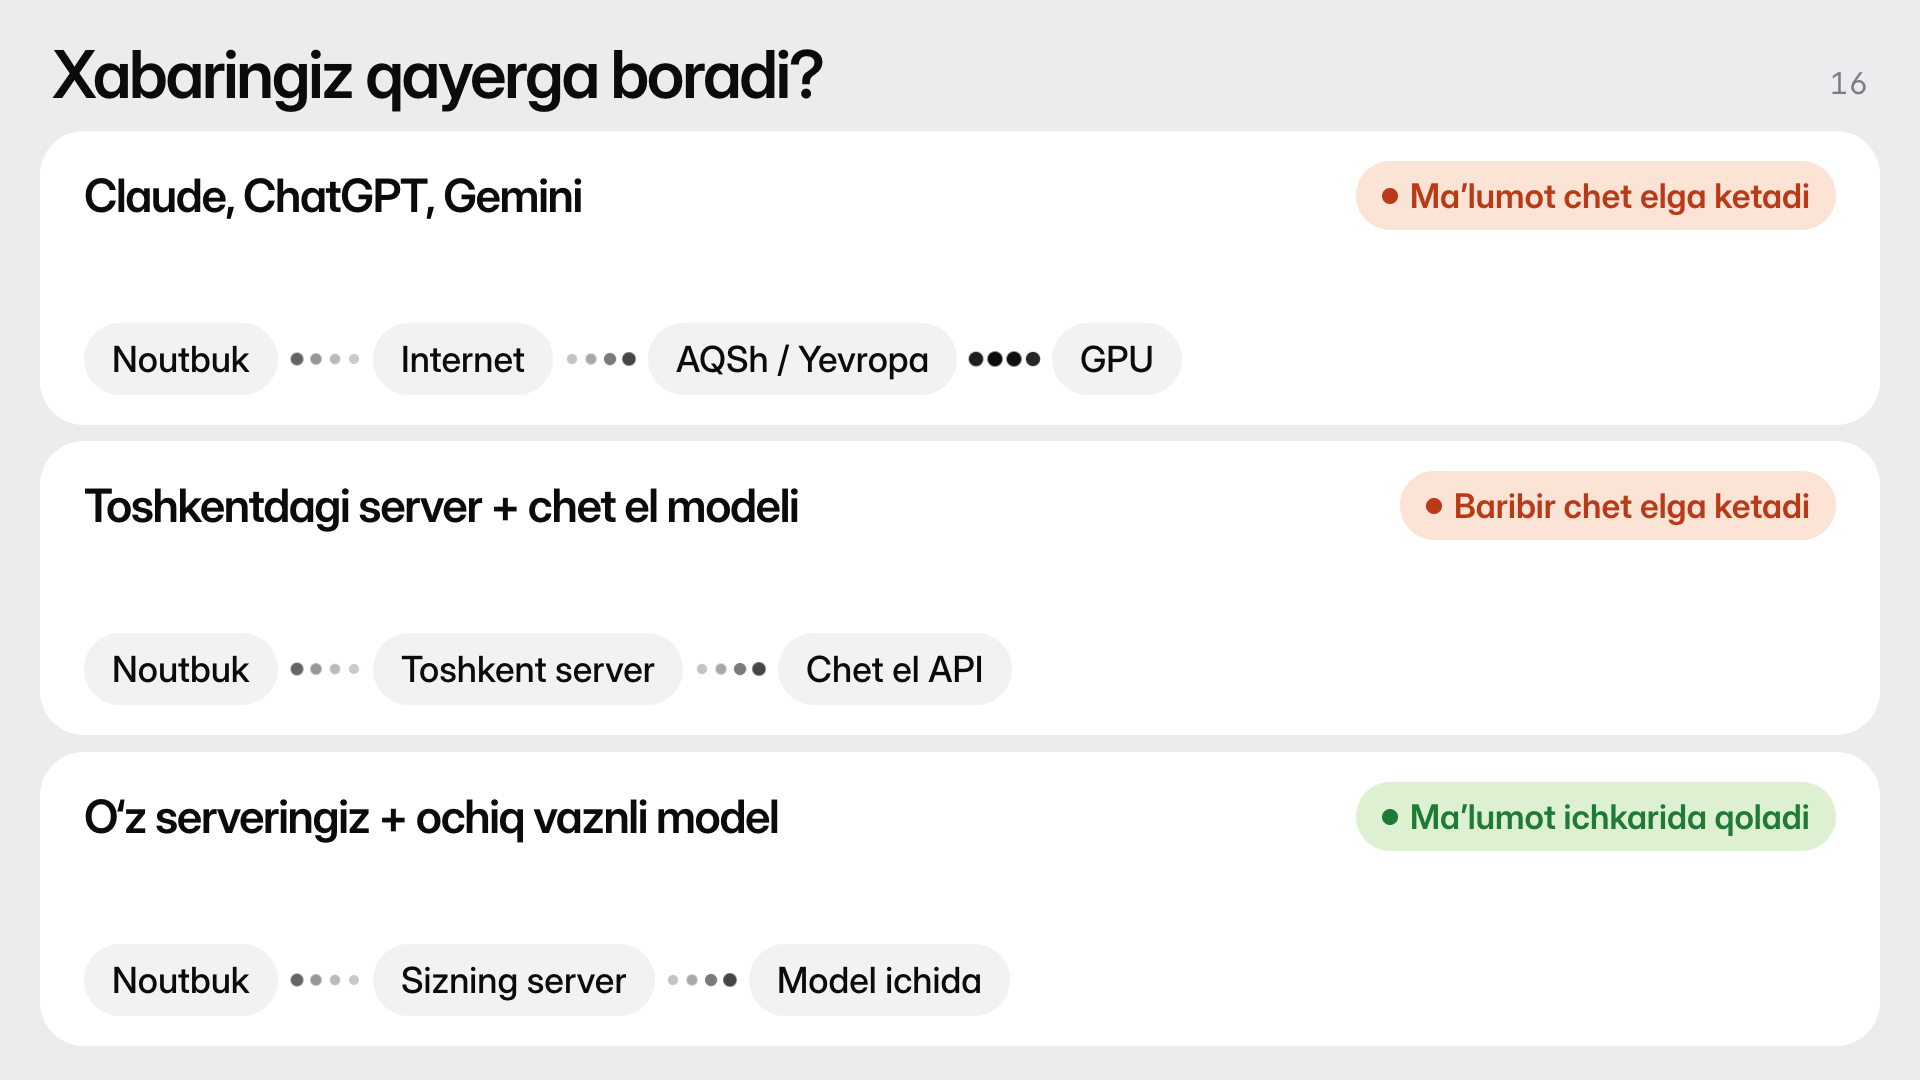 Xabaringiz qayerga boradi?
16
Claude, ChatGPT, Gemini
Ma’lumot chet elga ketadi
Noutbuk
Internet
AQSh / Yevropa
GPU
Toshkentdagi server + chet el modeli
Baribir chet elga ketadi
Noutbuk
Toshkent server
Chet el API
O‘z serveringiz + ochiq vaznli model
Ma’lumot ichkarida qoladi
Noutbuk
Sizning server
Model ichida